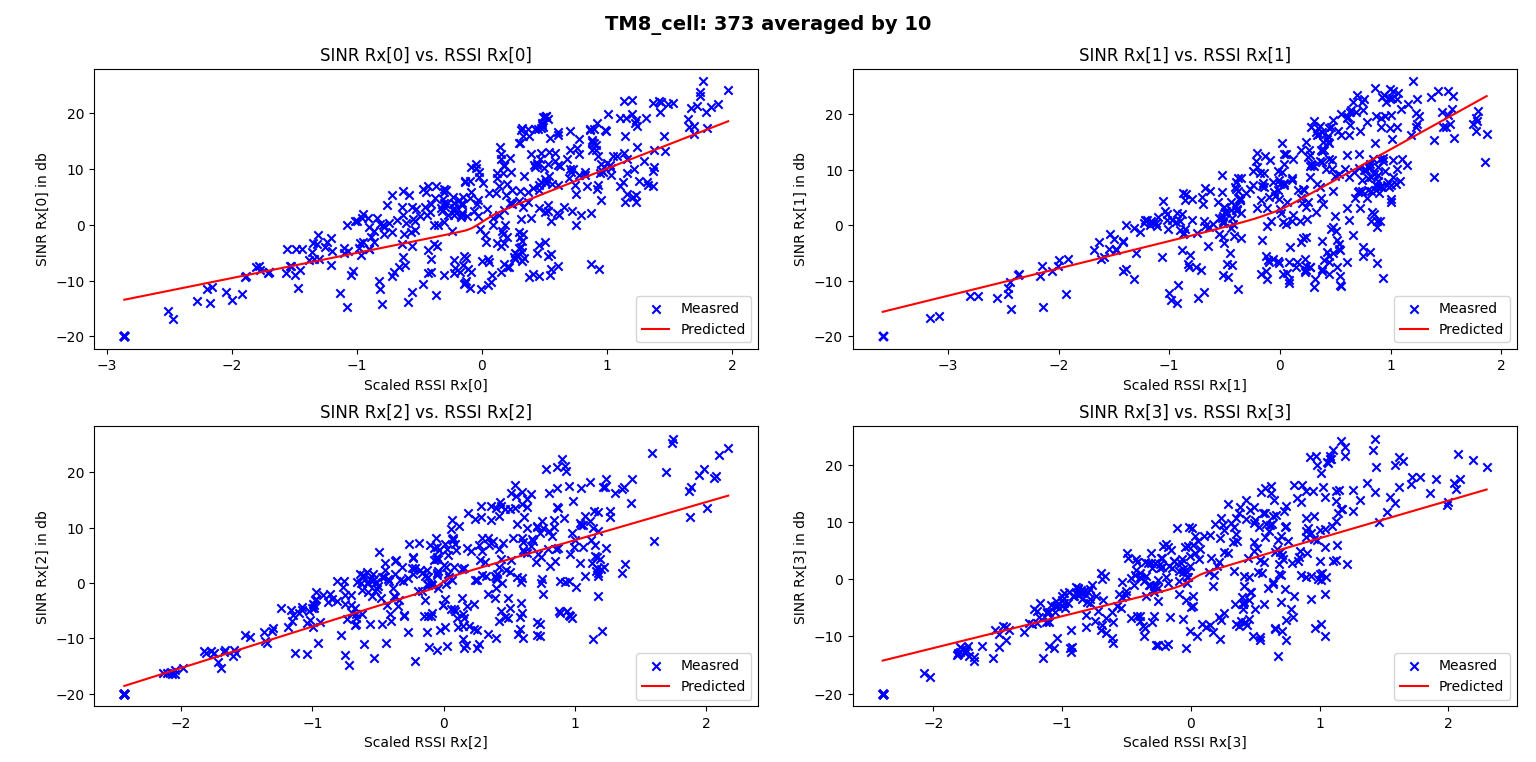 TM8_cell: 373 averaged by 10
SINR Rx[0] vs. RSSI Rx[0]
SINR Rx[0] in db
20
10
0
−10
−20
−3
−2
−1
0
1
2
Scaled RSSI Rx[0]
Measred
Predicted
SINR Rx[1] vs. RSSI Rx[1]
SINR Rx[1] in db
20
10
0
−10
−20
−3
−2
−1
0
1
2
Scaled RSSI Rx[1]
Measred
Predicted
SINR Rx[2] vs. RSSI Rx[2]
SINR Rx[2] in db
20
10
0
−10
−20
−2
−1
0
1
2
Scaled RSSI Rx[2]
Measred
Predicted
SINR Rx[3] vs. RSSI Rx[3]
SINR Rx[3] in db
20
10
0
−10
−20
−2
−1
0
1
2
Scaled RSSI Rx[3]
Measred
Predicted